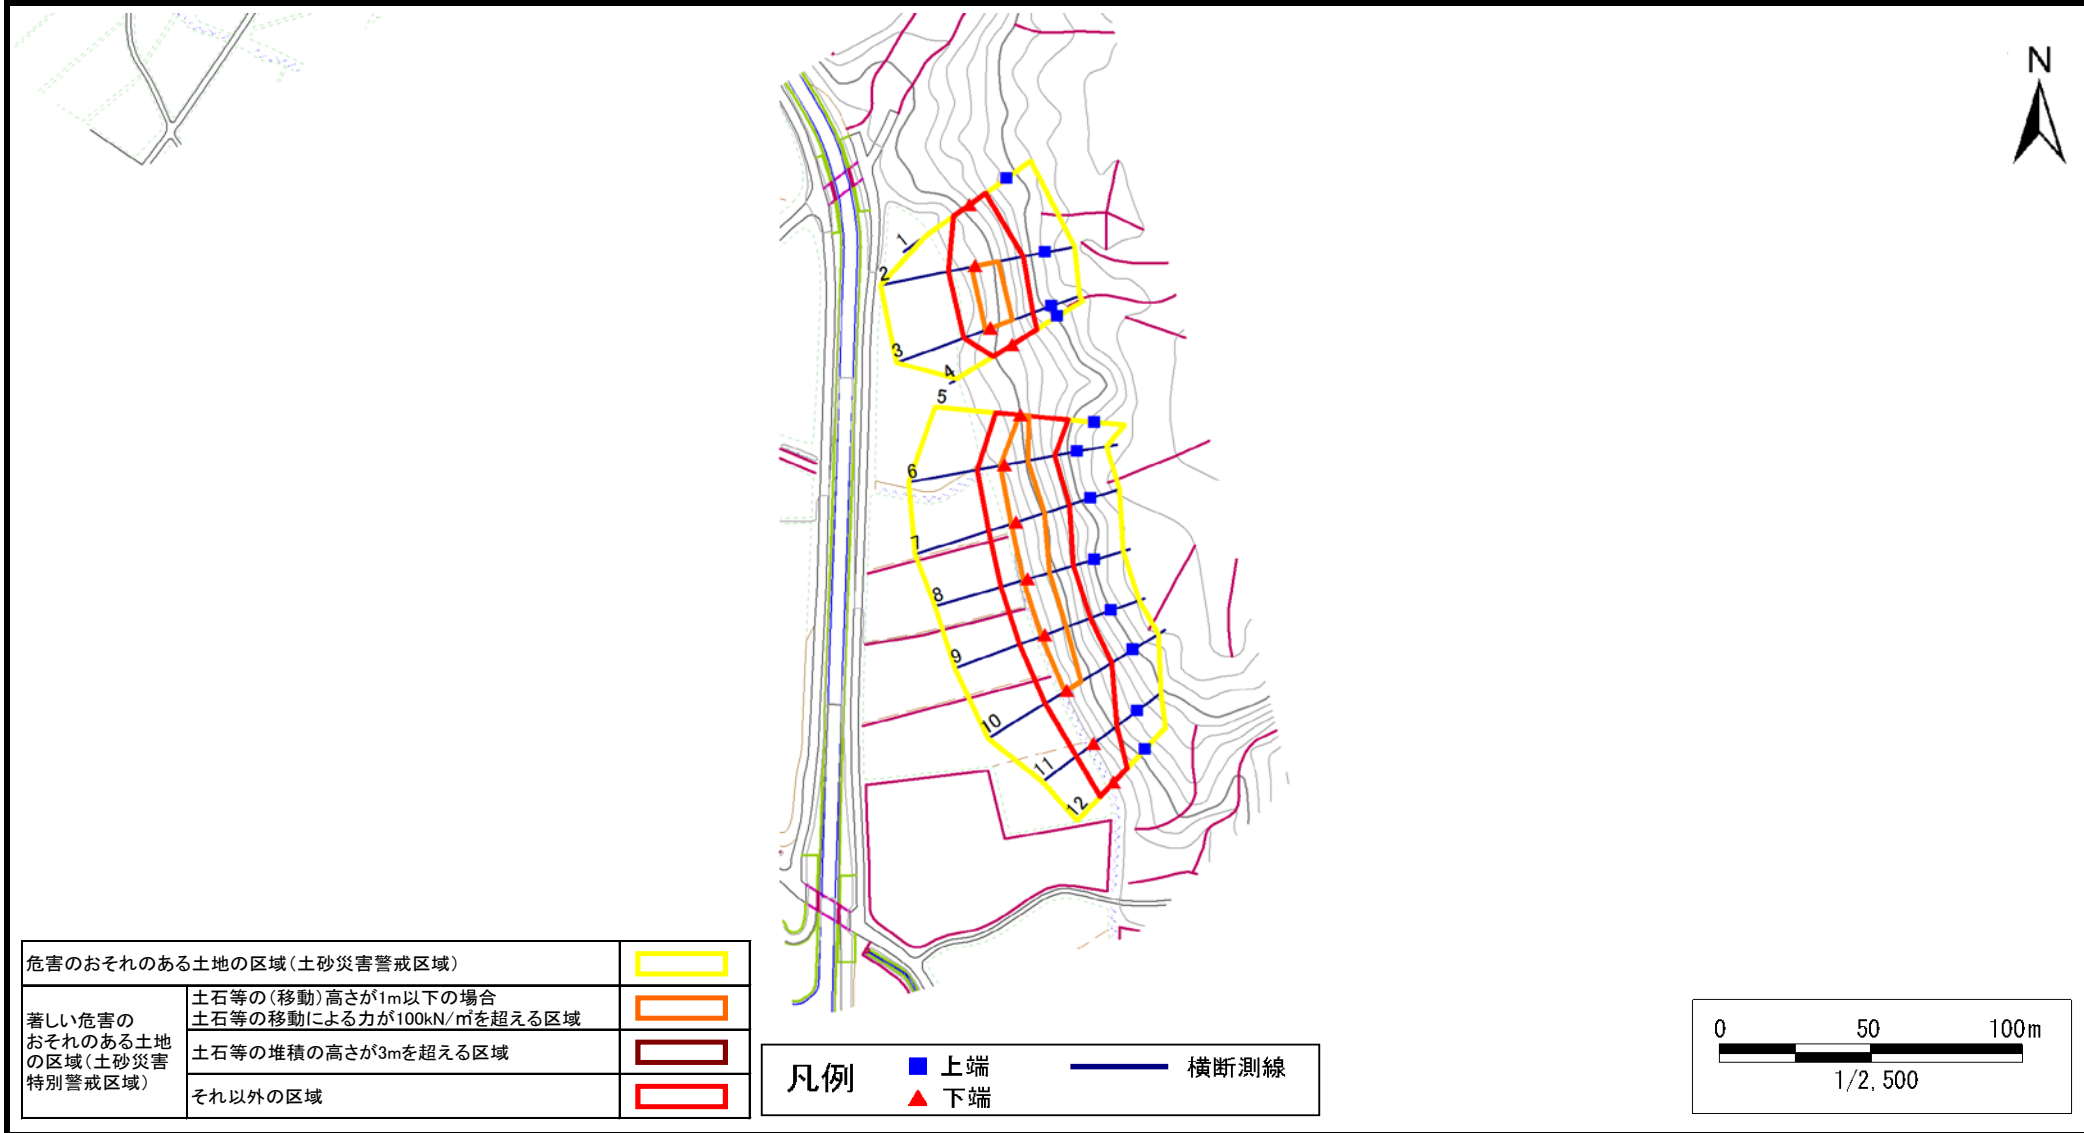 N
1
2
3
4
5
6
7
8
9
10
11
12
危害のおそれのある土地の区域(土砂災害警戒区域)
著しい危害の
おそれのある土地
の区域(土砂災害
特別警戒区域)
土石等の(移動)高さが1m以下の場合
土石等の移動による力が100kN/㎡を超える区域
土石等の堆積の高さが3mを超える区域
それ以外の区域
凡例
上端
下端
横断測線
0 50 100m
1/2,500